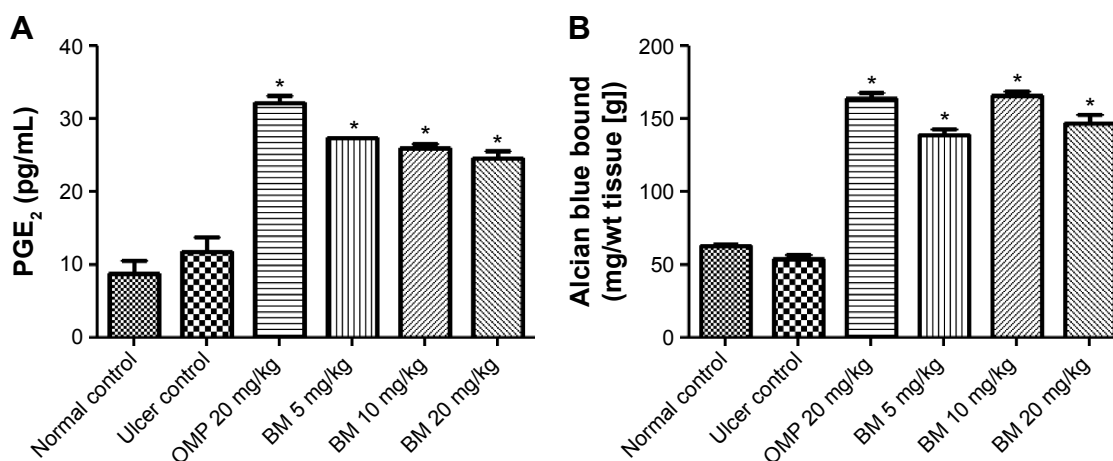 A
PGE₂ (pg/mL)
40
30
20
10
0
*
*
*
*
Normal control
Ulcer control
OMP 20 mg/kg
BM 5 mg/kg
BM 10 mg/kg
BM 20 mg/kg
B
Alcian blue bound
(mg/wt tissue [g])
200
150
100
50
0
*
*
*
*
Normal control
Ulcer control
OMP 20 mg/kg
BM 5 mg/kg
BM 10 mg/kg
BM 20 mg/kg